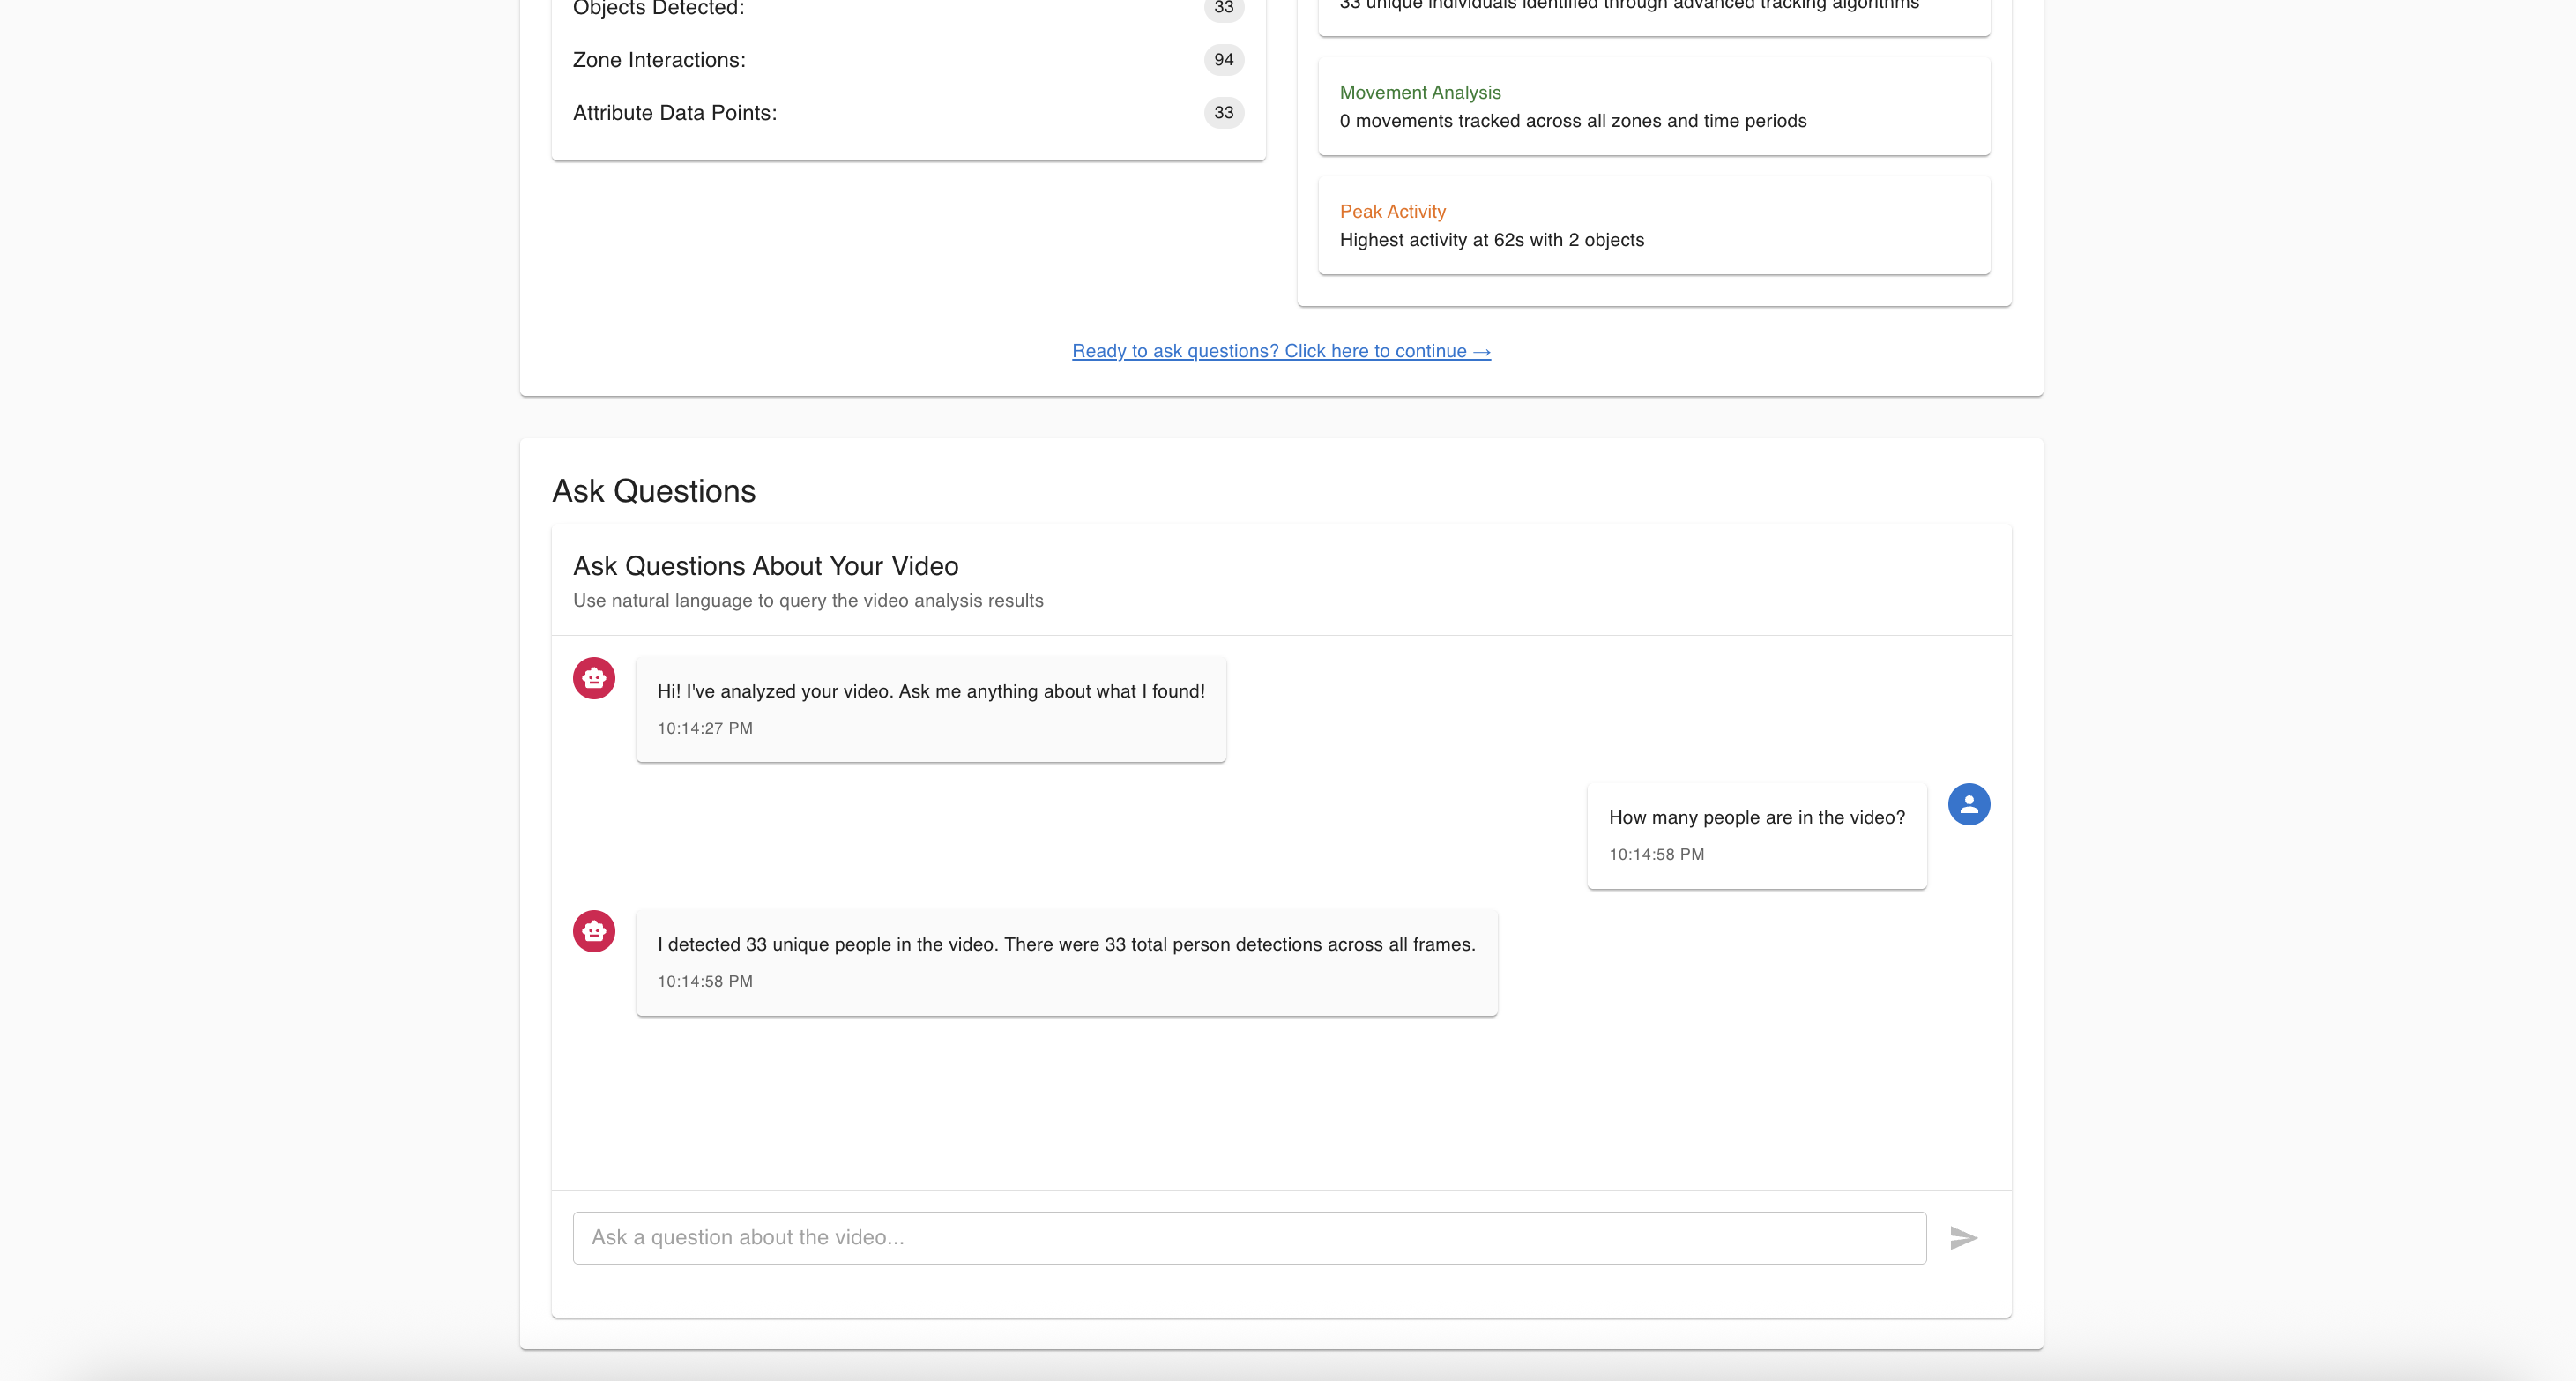 Objects Detected: 33
33 unique individuals identified through advanced tracking algorithms
Zone Interactions: 94
Attribute Data Points: 33
Movement Analysis
0 movements tracked across all zones and time periods
Peak Activity
Highest activity at 62s with 2 objects
Ready to ask questions? Click here to continue →
Ask Questions
Ask Questions About Your Video
Use natural language to query the video analysis results
Hi! I've analyzed your video. Ask me anything about what I found!
10:14:27 PM
How many people are in the video?
10:14:58 PM
I detected 33 unique people in the video. There were 33 total person detections across all frames.
10:14:58 PM
Ask a question about the video...